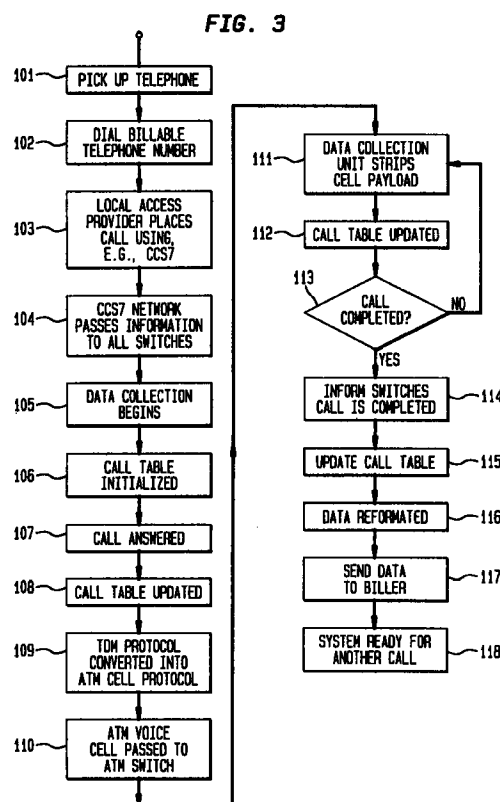 FIG. 3
101
PICK UP TELEPHONE
102
DIAL BILLABLE
TELEPHONE NUMBER
103
LOCAL ACCESS
PROVIDER PLACES
CALL USING,
E.G., CCS7
104
CCS7 NETWORK
PASSES INFORMATION
TO ALL SWITCHES
105
DATA COLLECTION
BEGINS
106
CALL TABLE
INITIALIZED
107
CALL ANSWERED
108
CALL TABLE UPDATED
109
TDM PROTOCOL
CONVERTED INTO
ATM CELL PROTOCOL
110
ATM VOICE
CELL PASSED TO
ATM SWITCH
111
DATA COLLECTION
UNIT STRIPS
CELL PAYLOAD
112
CALL TABLE UPDATED
113
CALL
COMPLETED?
NO
YES
INFORM SWITCHES
CALL IS COMPLETED
114
UPDATE CALL TABLE
115
DATA REFORMATED
116
SEND DATA
TO BILLER
117
SYSTEM READY FOR
ANOTHER CALL
118